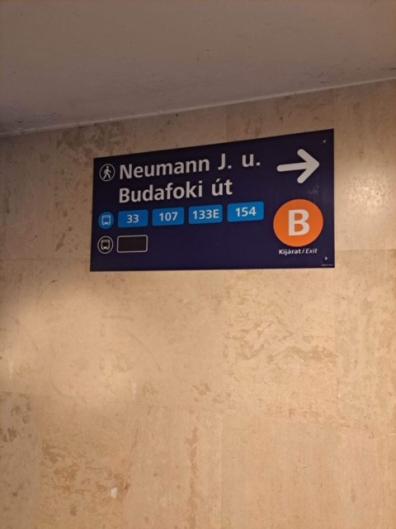 Neumann J. u.
Budafoki út
33 107 133E 154
B
Kijárat/Exit